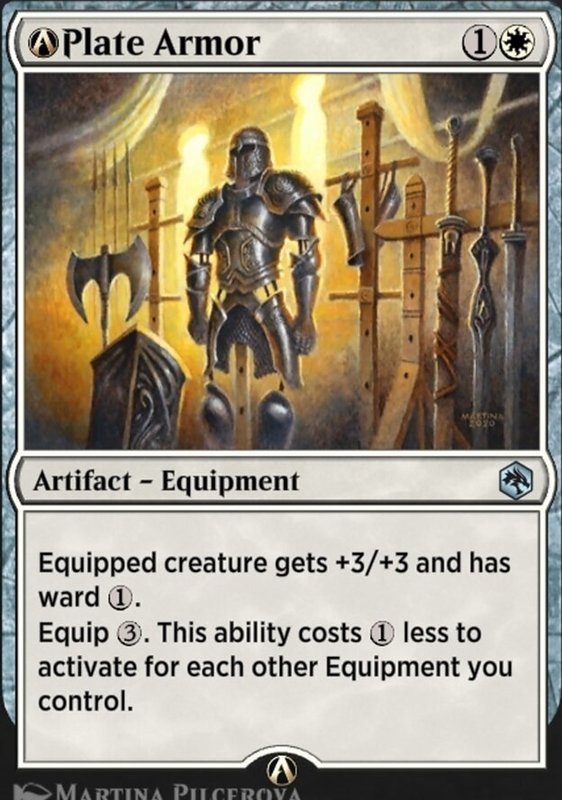 Plate Armor 1
MARTINA
2020
Artifact – Equipment
Equipped creature gets +3/+3 and has
ward 1.
Equip 3. This ability costs 1 less to
activate for each other Equipment you
control.
MARTINA PILCEROVA